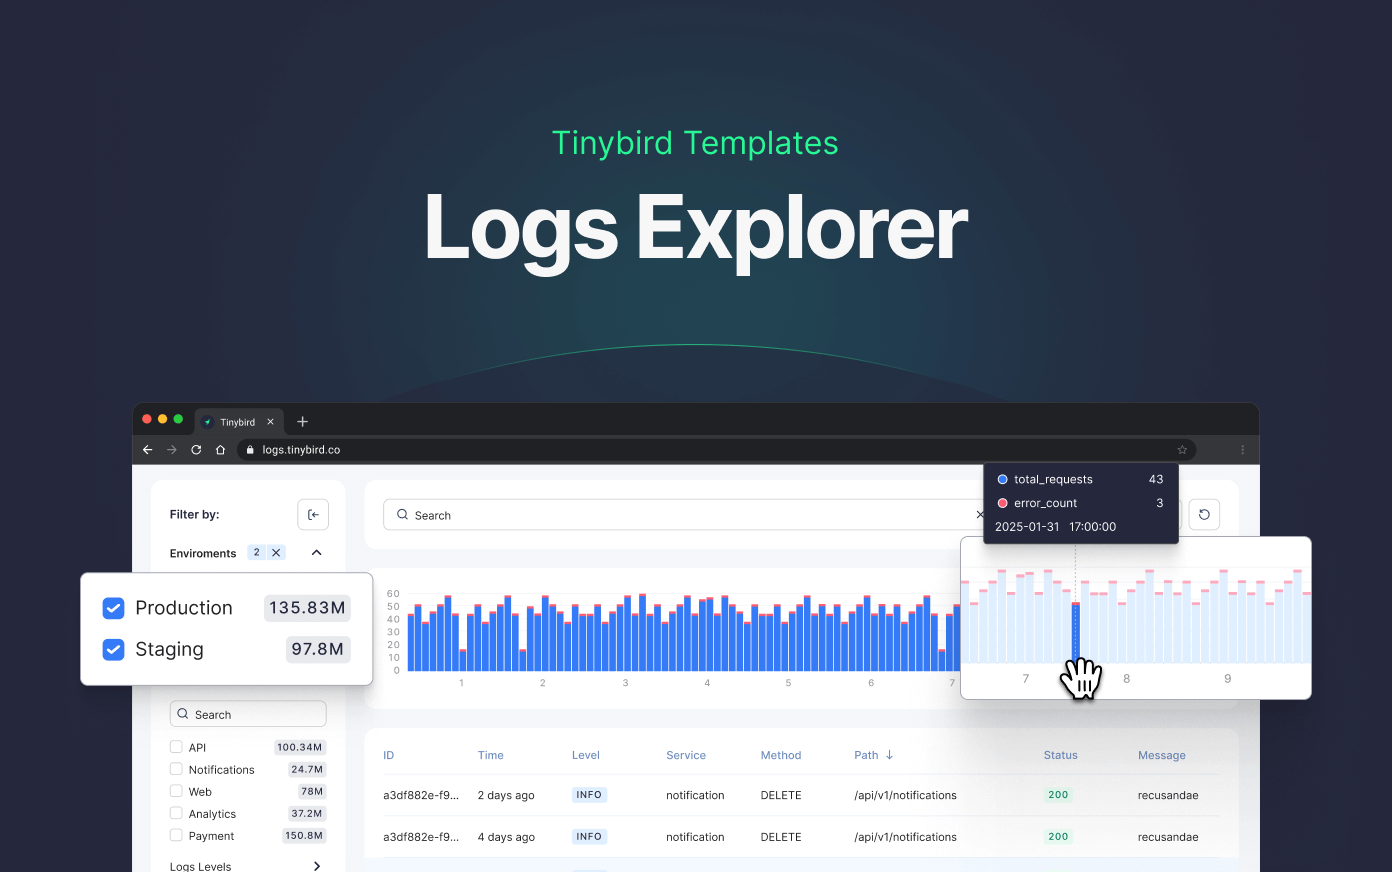 Tinybird Templates
Logs Explorer
Tinybird
logs.tinybird.co
total_requests 43
error_count 3
2025-01-31 17:00:00
Filter by:
Search
Enviroments 2
Production 135.83M
Staging 97.8M
60
50
40
30
20
10
0
1 2 3 4 5 6 7
7 8 9
Search
API 100.34M
Notifications 24.7M
Web 78M
Analytics 37.2M
Payment 150.8M
Logs Levels
ID Time Level Service Method Path Status Message
a3df882e-f9... 2 days ago INFO notification DELETE /api/v1/notifications 200 recusandae
a3df882e-f9... 4 days ago INFO notification DELETE /api/v1/notifications 200 recusandae